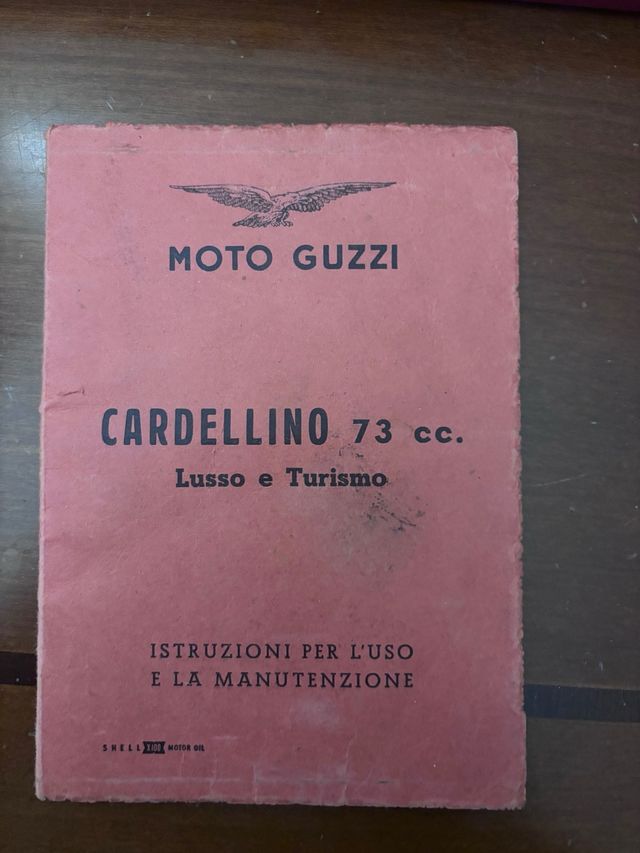 MOTO GUZZI
CARDELLINO 73 cc.
Lusso e Turismo
ISTRUZIONI PER L'USO
E LA MANUTENZIONE
SHELL X100 MOTOR OIL